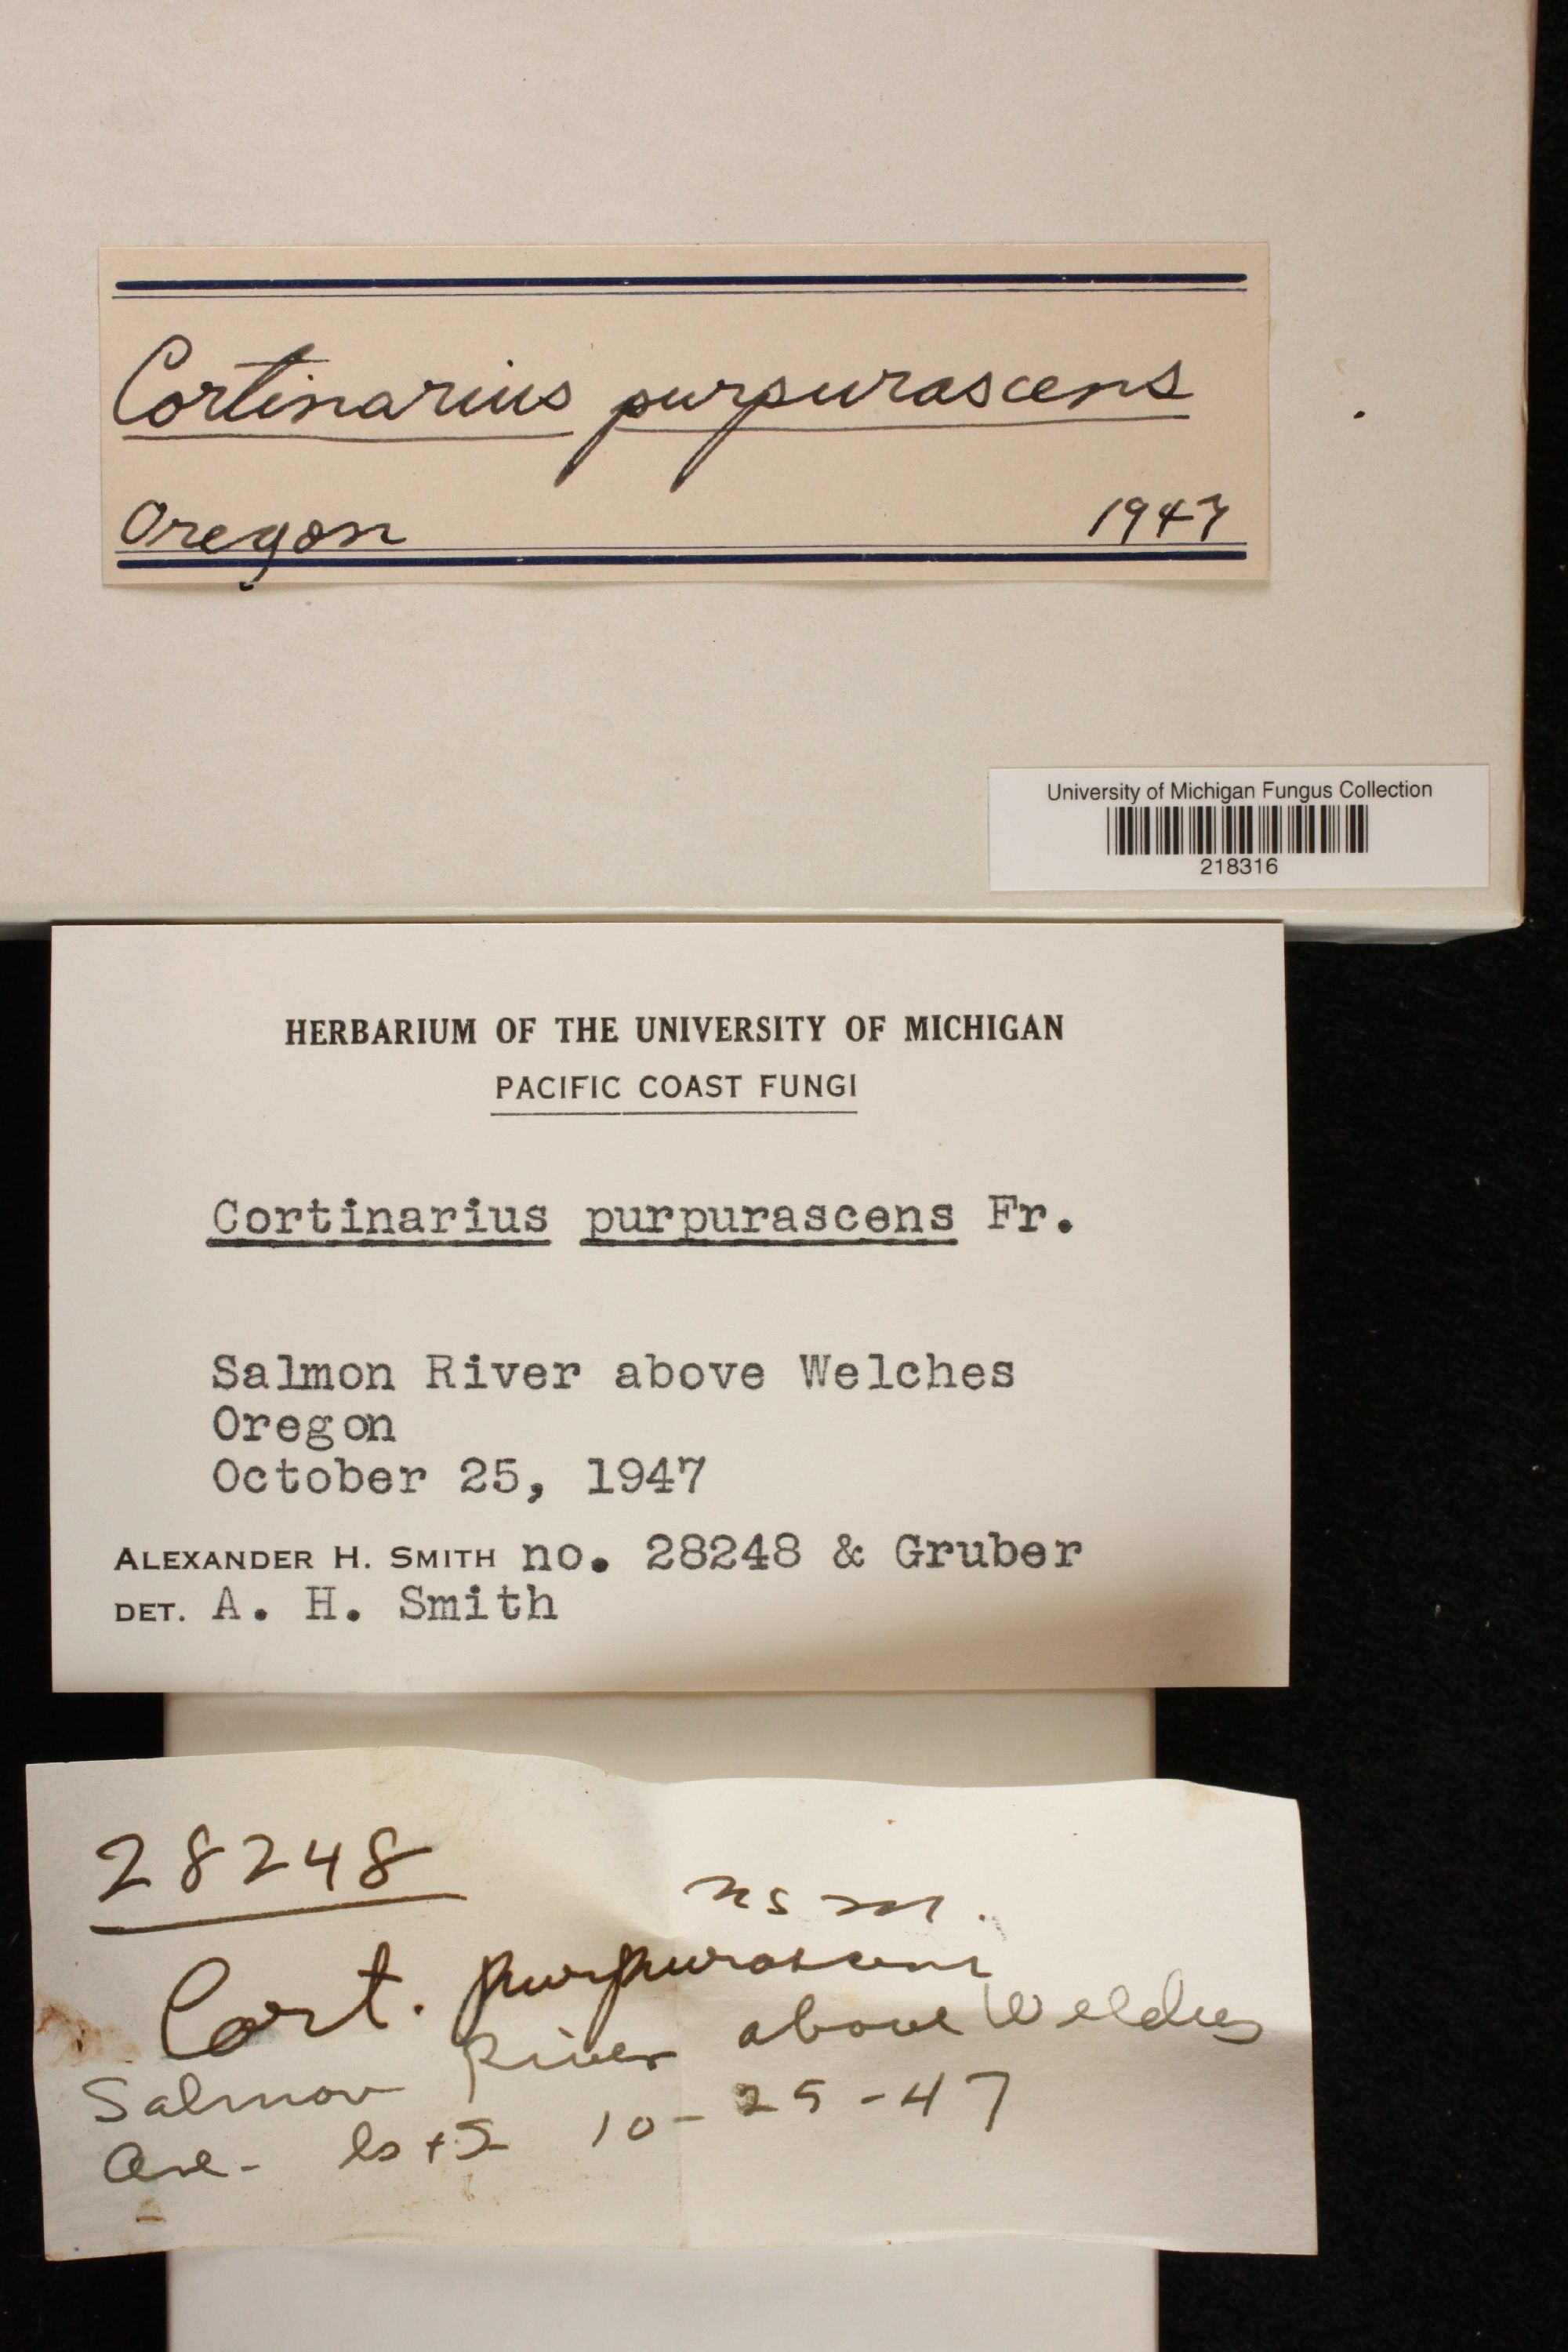 Cortinarius purpurascens
Oregon 1947
University of Michigan Fungus Collection
218316
HERBARIUM OF THE UNIVERSITY OF MICHIGAN
PACIFIC COAST FUNGI
Cortinarius purpurascens Fr.
Salmon River above Welches
Oregon
October 25, 1947
ALEXANDER H. SMITH no. 28248 & Gruber
DET. A. H. Smith
28248
Cort. purpurascens
Salmon River above Welches
Ore- 10-25-47